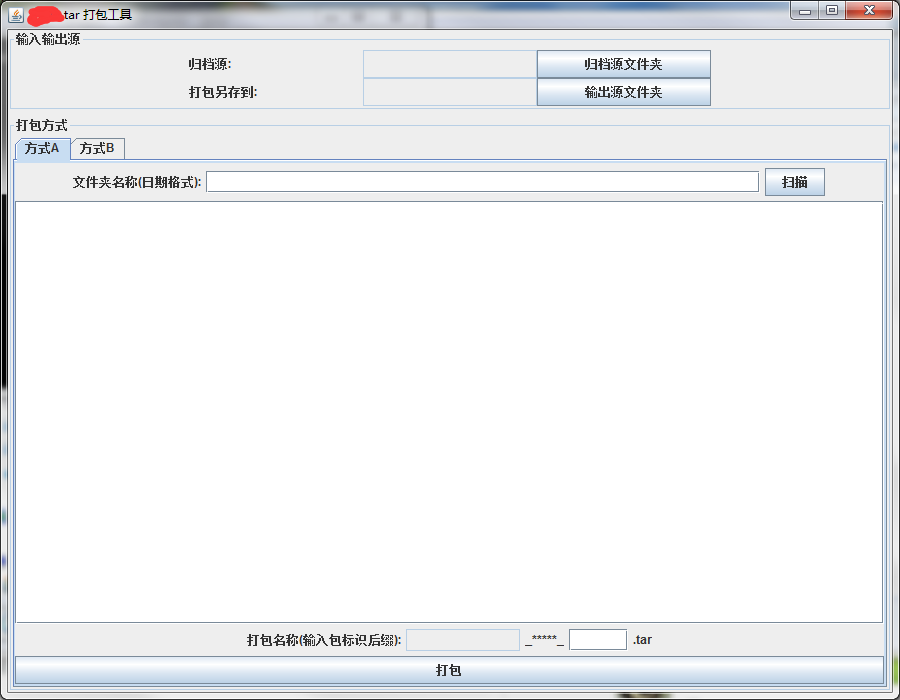 tar 打包工具
输入输出源
归档源: 归档源文件夹
打包另存到: 输出源文件夹
打包方式
方式A 方式B
文件夹名称(日期格式): 扫描
打包名称(输入包标识后缀): _*****_ .tar
打包